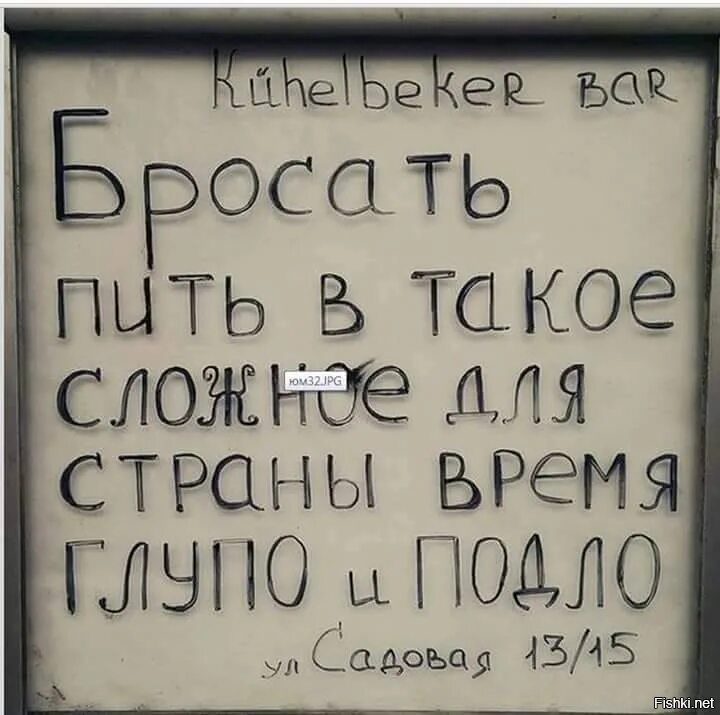 Kühelbeker BAR
Бросать
пить в такое
сложное для
страны время
глупо и подло
ул Садовая 13/15
юм32.JPG
Fishki.net